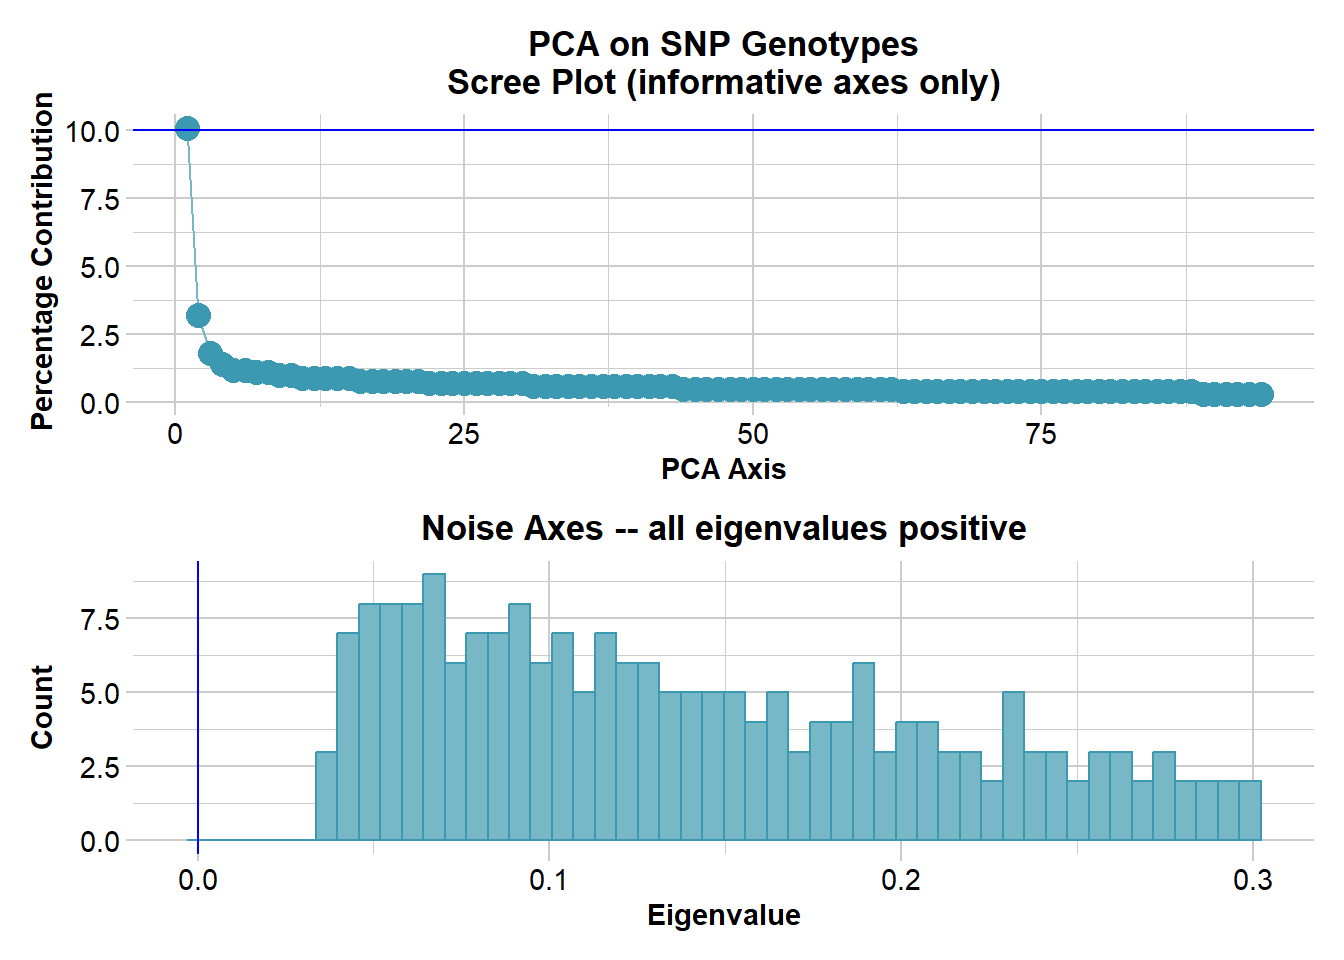 PCA on SNP Genotypes
Scree Plot (informative axes only)
Percentage Contribution
10.0
7.5
5.0
2.5
0.0
0 25 50 75
PCA Axis
Noise Axes -- all eigenvalues positive
Count
7.5
5.0
2.5
0.0
0.0 0.1 0.2 0.3
Eigenvalue